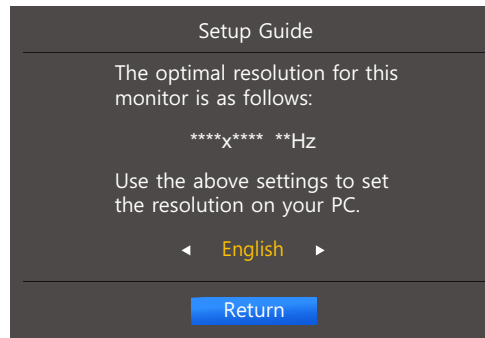 Setup Guide
The optimal resolution for this
monitor is as follows:
****x**** **Hz
Use the above settings to set
the resolution on your PC.
English
Return